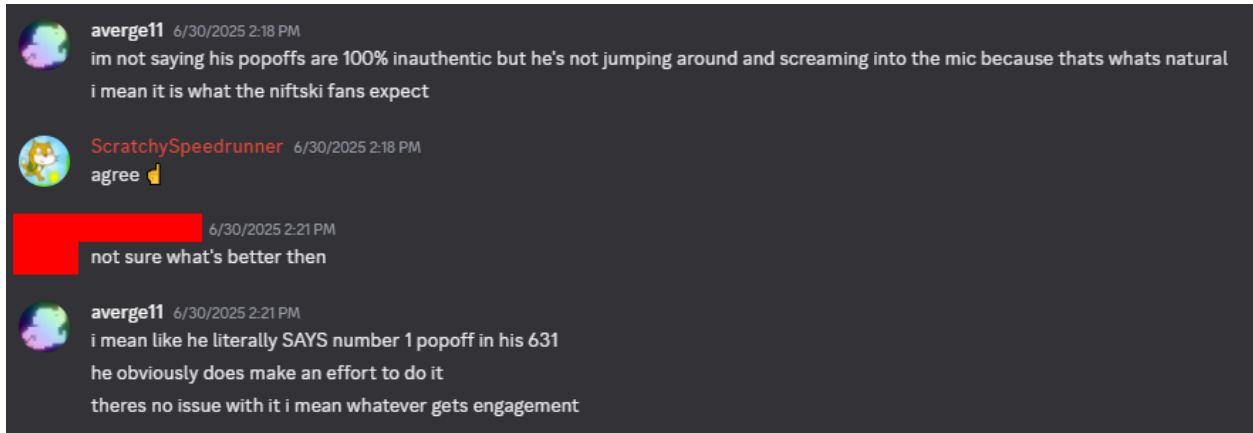 averge11 6/30/2025 2:18 PM
im not saying his popoffs are 100% inauthentic but he's not jumping around and screaming into the mic because thats whats natural
i mean it is what the niftski fans expect
ScratchySpeedrunner 6/30/2025 2:18 PM
agree ☝️
6/30/2025 2:21 PM
not sure what's better then
averge11 6/30/2025 2:21 PM
i mean like he literally SAYS number 1 popoff in his 631
he obviously does make an effort to do it
theres no issue with it i mean whatever gets engagement